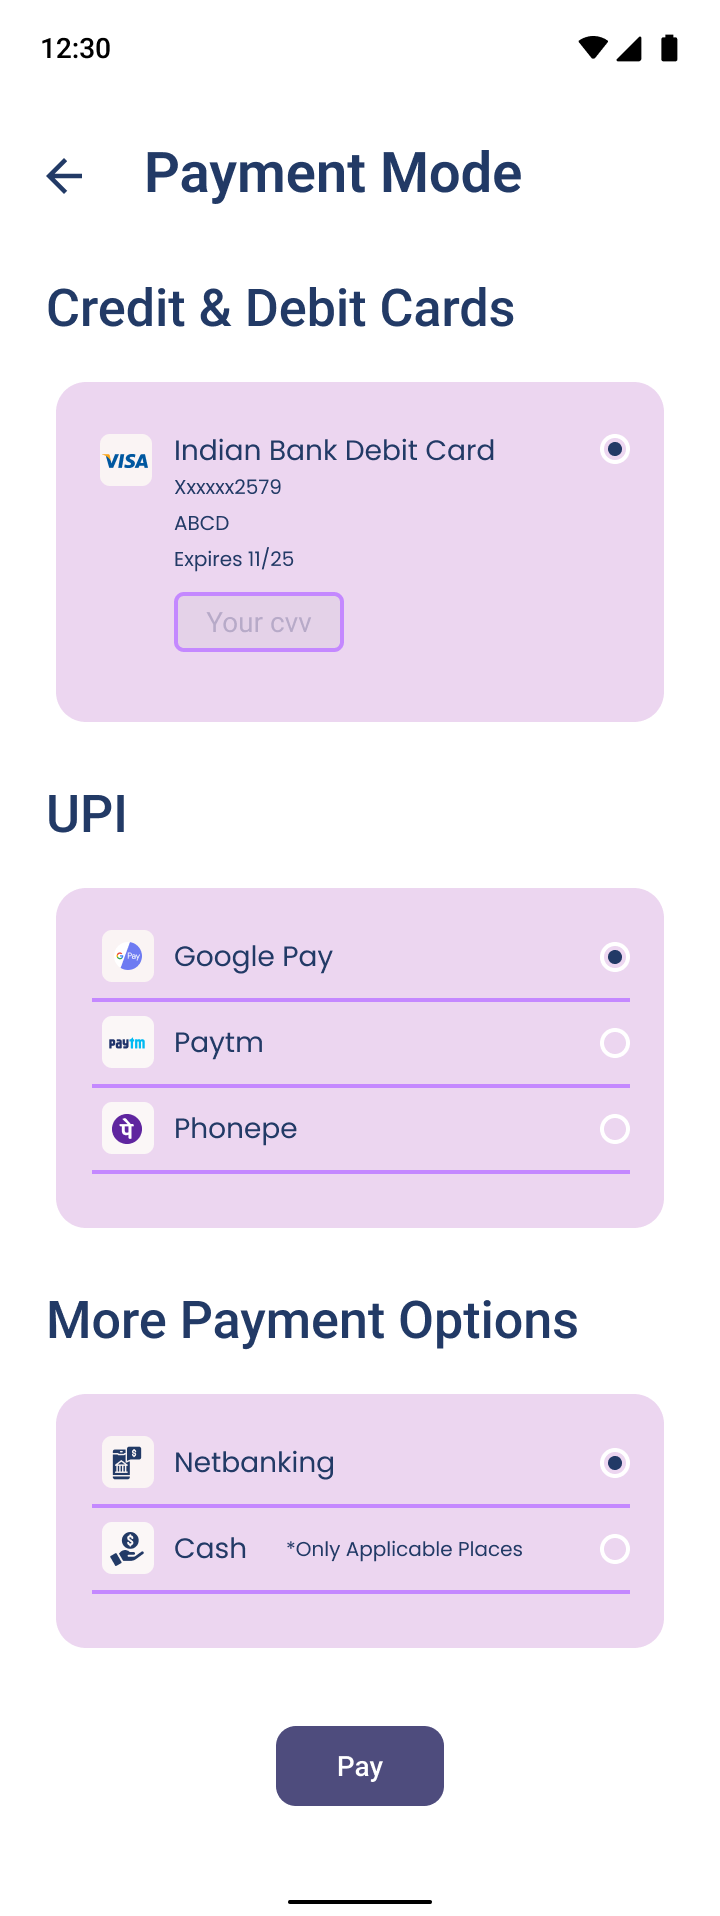 12:30
Payment Mode
Credit & Debit Cards
VISA
Indian Bank Debit Card
Xxxxxx2579
ABCD
Expires 11/25
Your cvv
UPI
G Pay
Google Pay
paytm
Paytm
पे
Phonepe
More Payment Options
$
Netbanking
$
Cash *Only Applicable Places
Pay